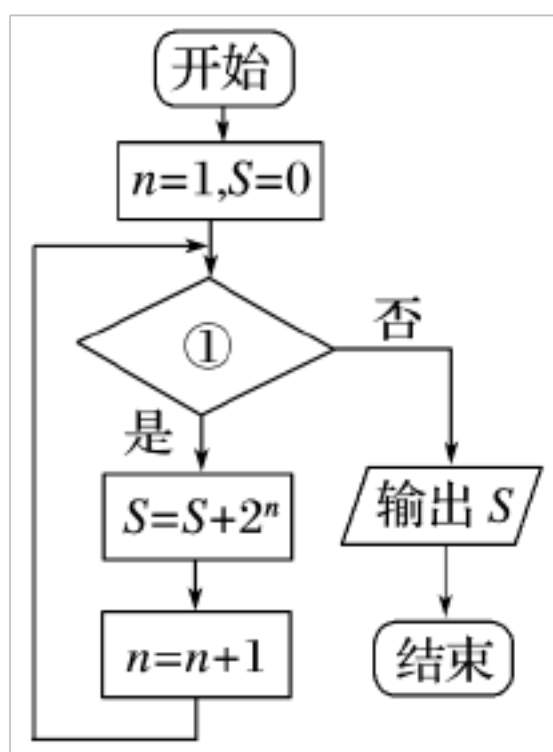 开始
n=1,S=0
①
否
是
S=S+2ⁿ
输出 S
n=n+1
结束